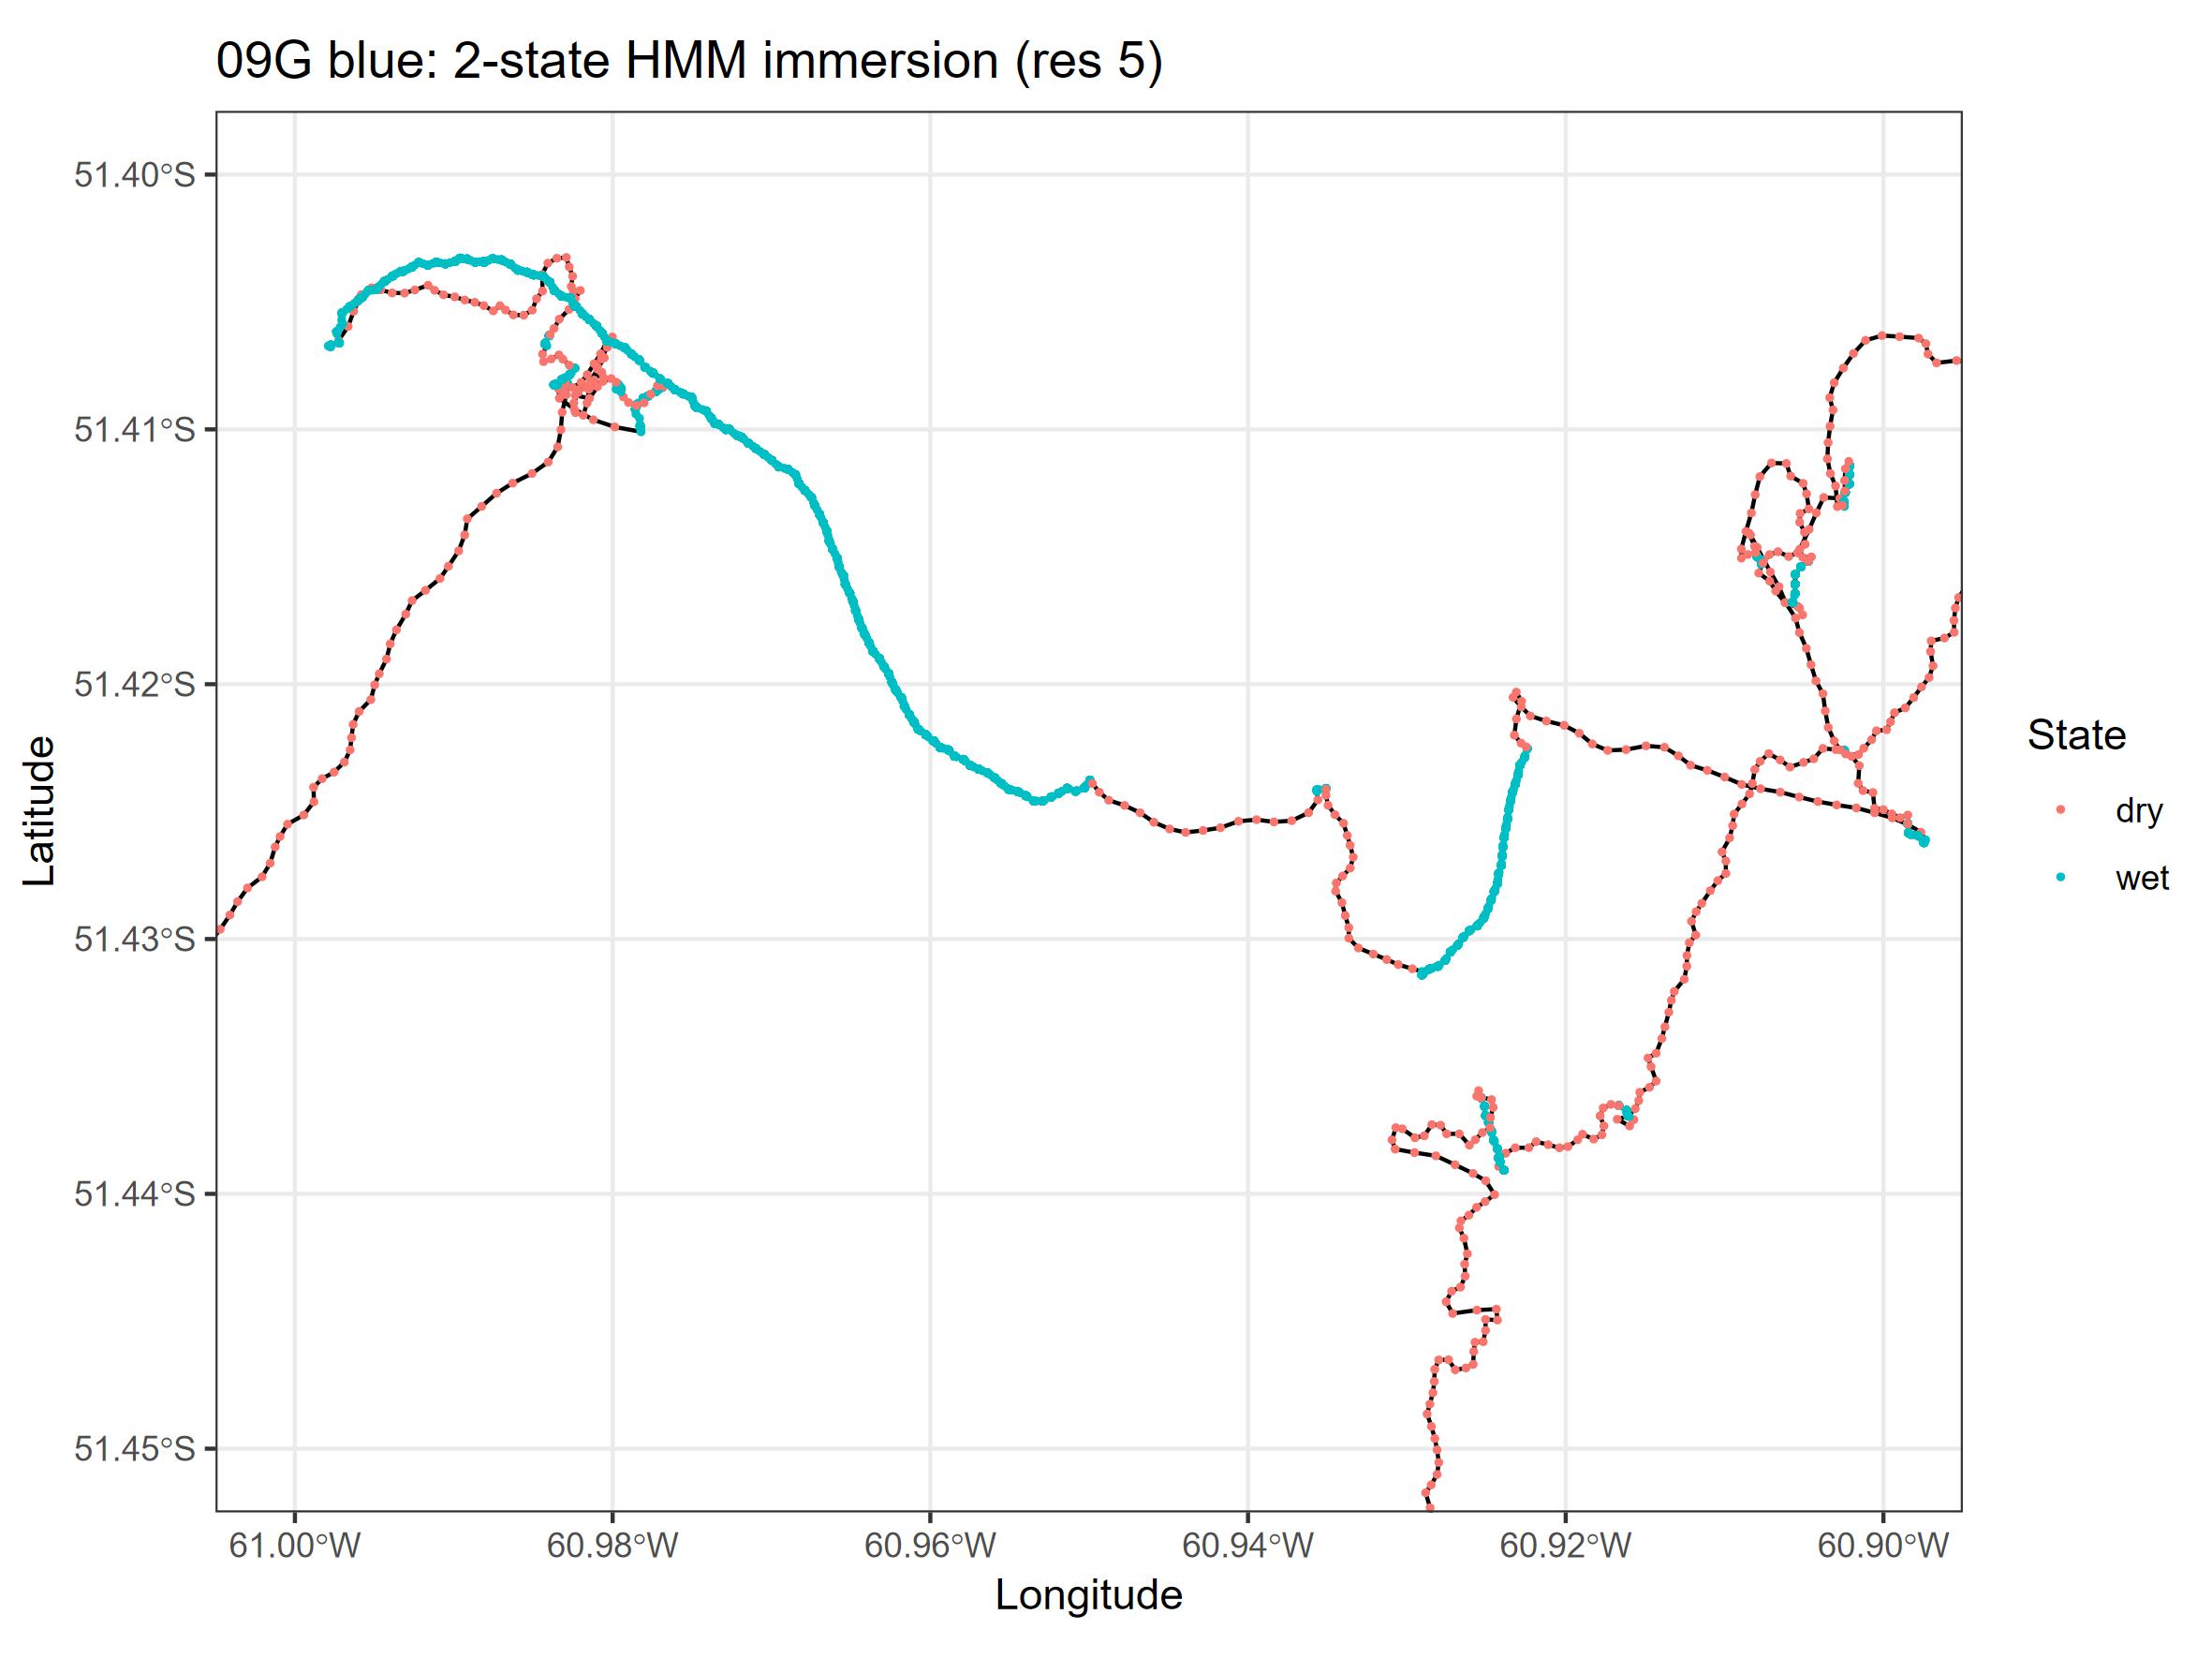 09G blue: 2-state HMM immersion (res 5)
51.40°S
51.41°S
51.42°S
51.43°S
51.44°S
51.45°S
Latitude
61.00°W 60.98°W 60.96°W 60.94°W 60.92°W 60.90°W
Longitude
State
dry
wet